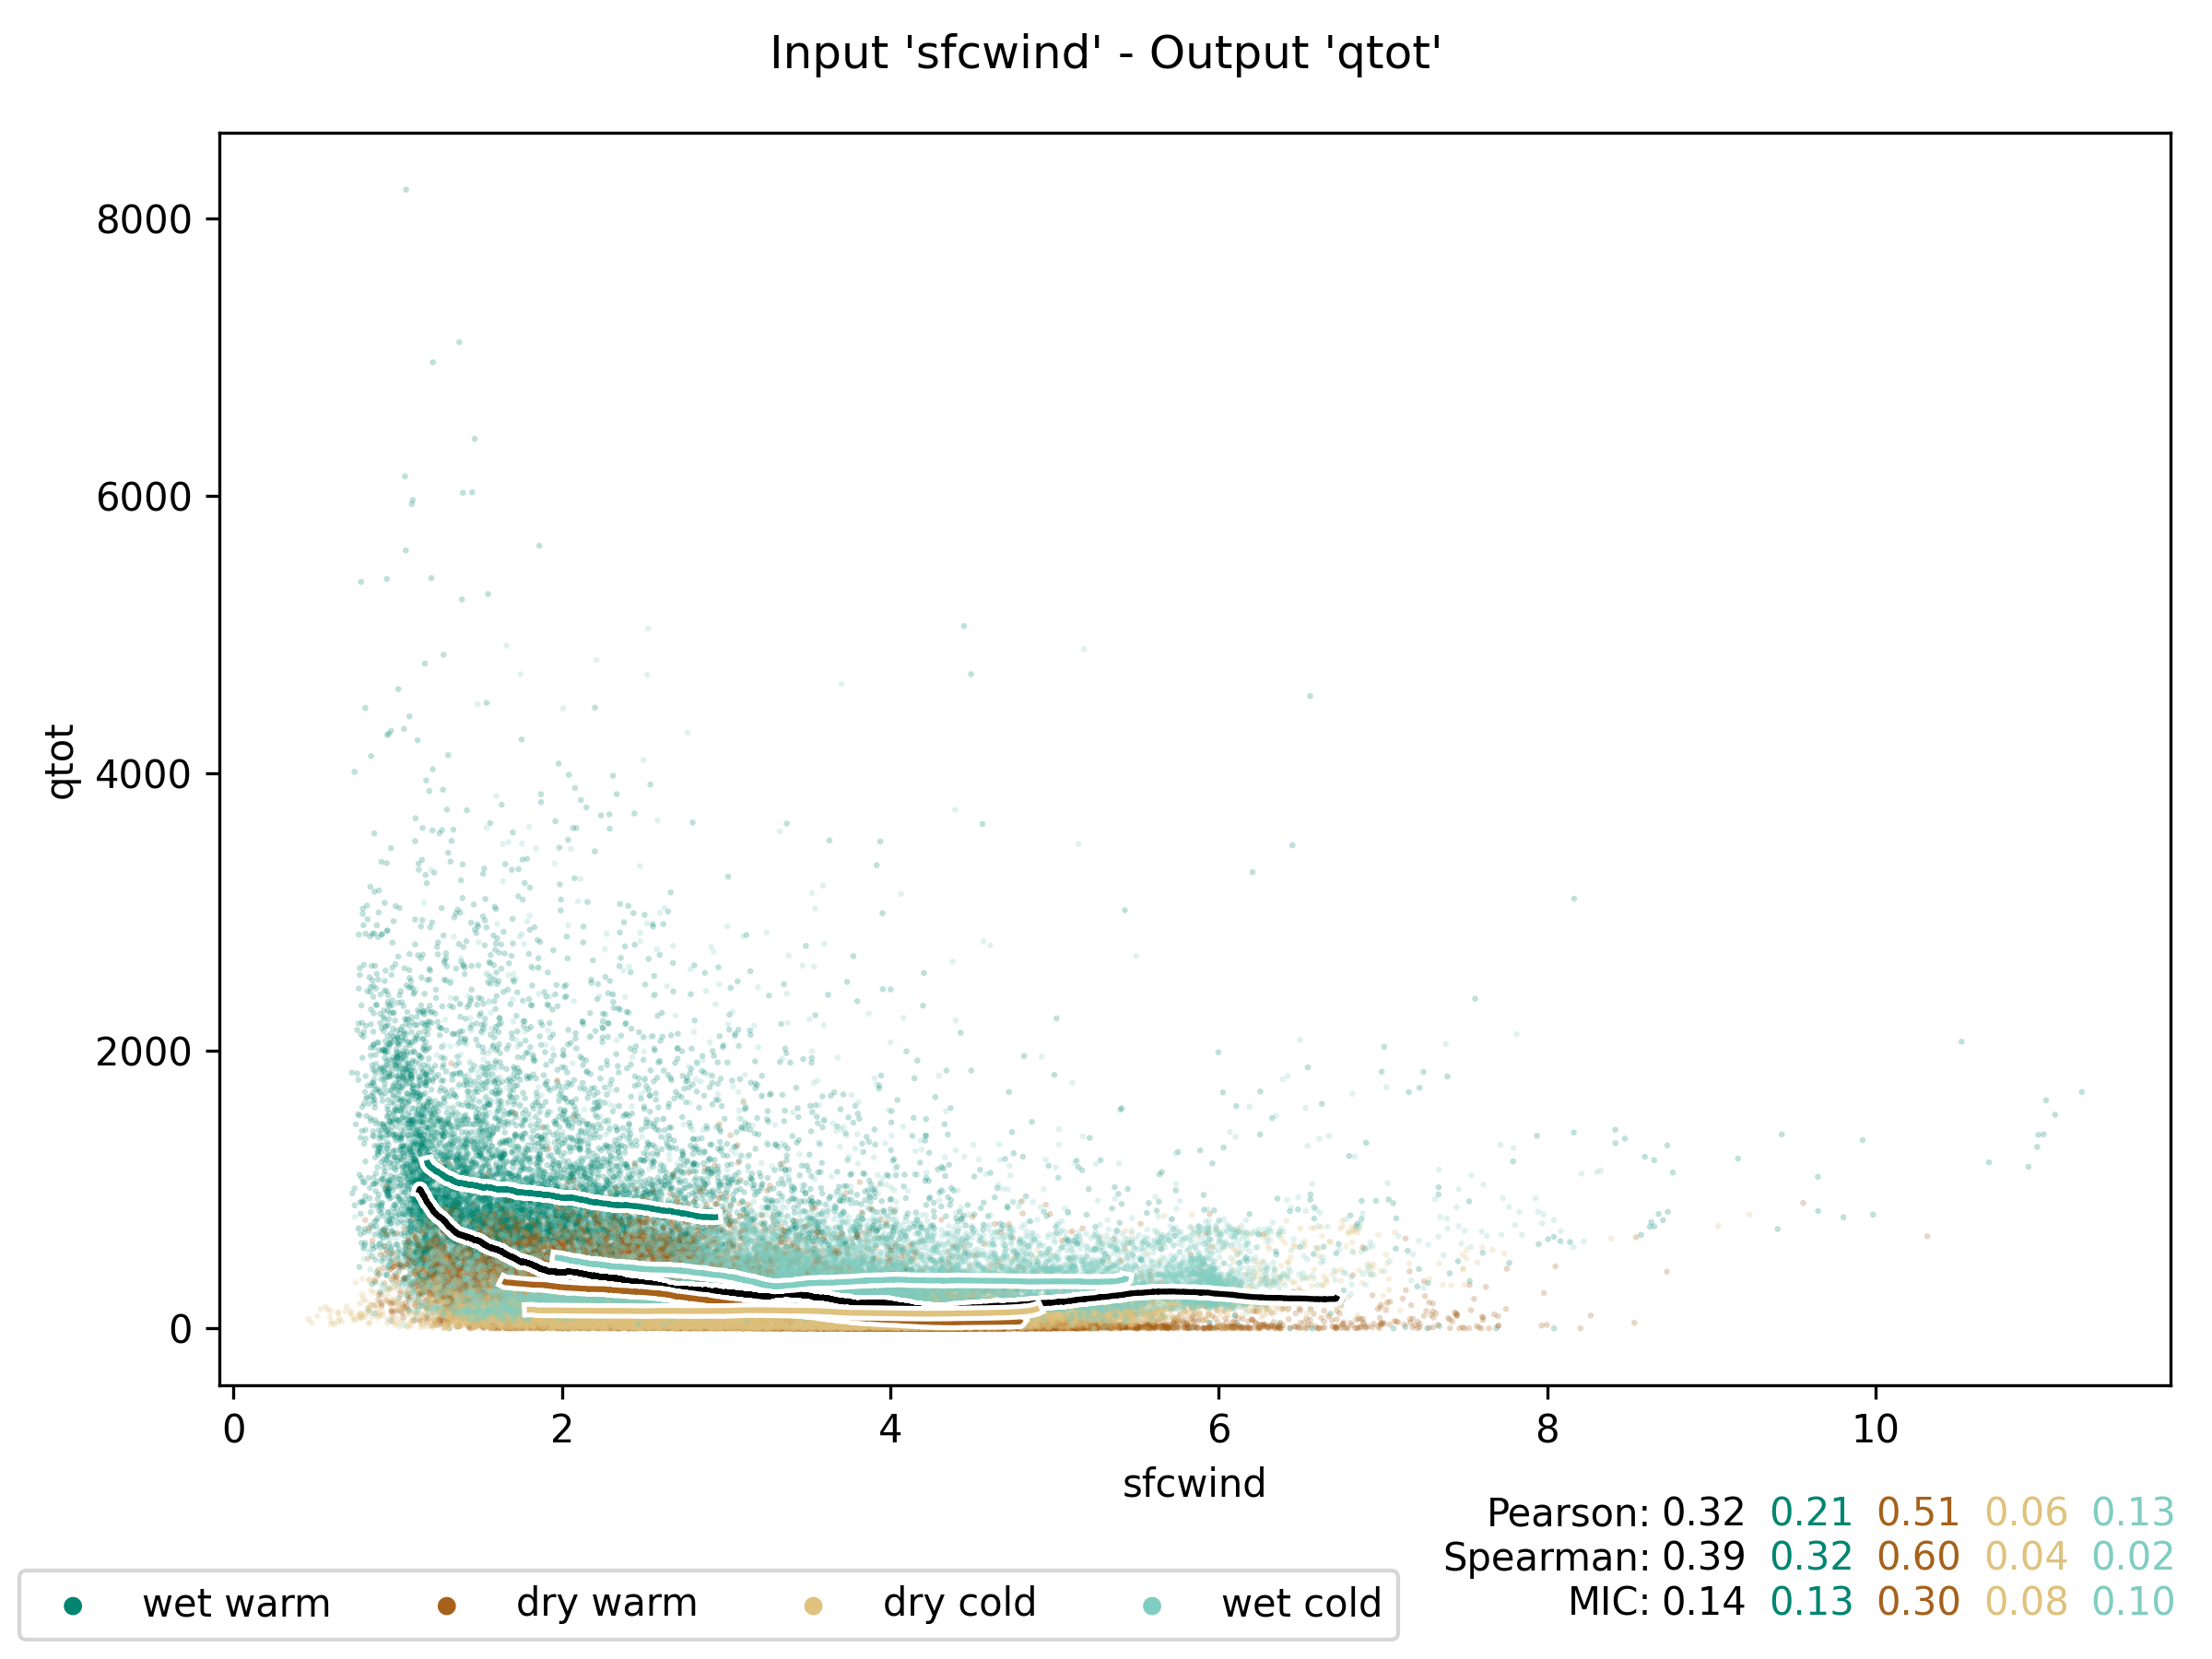 Input 'sfcwind' - Output 'qtot'
8000
6000
4000
2000
0
qtot
0 2 4 6 8 10
sfcwind
Pearson: 0.32 0.21 0.51 0.06 0.13
Spearman: 0.39 0.32 0.60 0.04 0.02
MIC: 0.14 0.13 0.30 0.08 0.10
wet warm dry warm dry cold wet cold